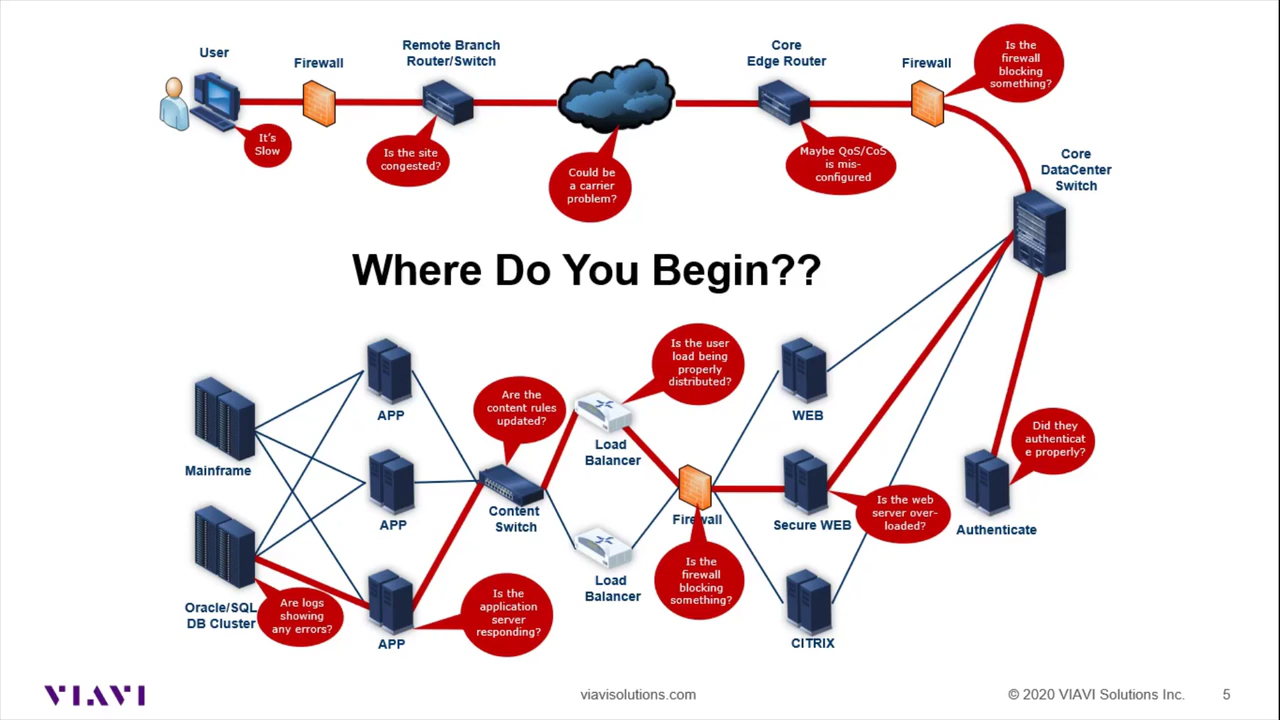 User
Firewall
Remote Branch
Router/Switch
Core
Edge Router
Firewall
Is the
firewall
blocking
something?
It's
Slow
Is the site
congested?
Could be
a carrier
problem?
Maybe QoS/CoS
is mis-
configured
Core
DataCenter
Switch
Where Do You Begin??
Mainframe
APP
Are the
content rules
updated?
Is the user
load being
properly
distributed?
Load
Balancer
WEB
Did they
authenticat
e properly?
APP
Content
Switch
Firewall
Secure WEB
Is the web
server over-
loaded?
Authenticate
Oracle/SQL
DB Cluster
Are logs
showing
any errors?
APP
Is the
application
server
responding?
Load
Balancer
Is the
firewall
blocking
something?
CITRIX
VIAVI
viavisolutions.com
© 2020 VIAVI Solutions Inc.
5